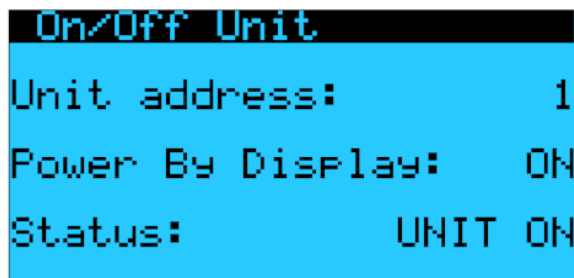 On/Off Unit
Unit address: 1
Power By Display: ON
Status: UNIT ON